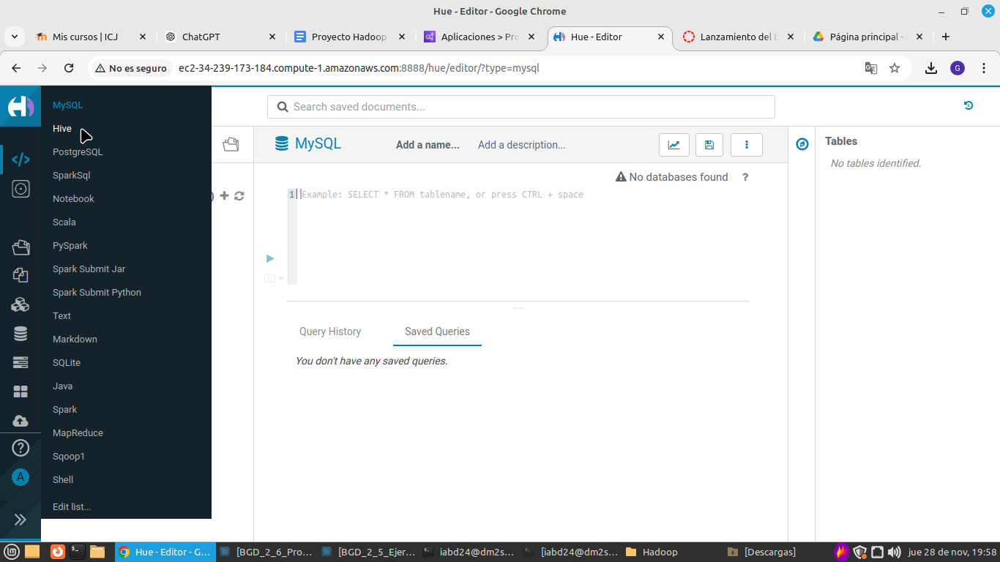 Hue - Editor - Google Chrome
Mis cursos | ICJ
ChatGPT
Proyecto Hadoop
Aplicaciones > Pro
Hue - Editor
Lanzamiento del L
Página principal -
No es seguro
ec2-34-239-173-184.compute-1.amazonaws.com:8888/hue/editor/?type=mysql
G
MySQL
Hive
PostgreSQL
SparkSql
Notebook
Scala
PySpark
Spark Submit Jar
Spark Submit Python
Text
Markdown
SQLite
Java
Spark
MapReduce
Sqoop1
Shell
Edit list...
A
Search saved documents...
MySQL
Add a name...
Add a description...
No databases found
?
1
Example: SELECT * FROM tablename, or press CTRL + space
Query History
Saved Queries
You don't have any saved queries.
Tables
No tables identified.
Hue - Editor - G...
[BGD_2_6_Pro...
[BGD_2_5_Ejer...
iabd24@dm2s...
[iabd24@dm2s...
Hadoop
[Descargas]
jue 28 de nov, 19:58